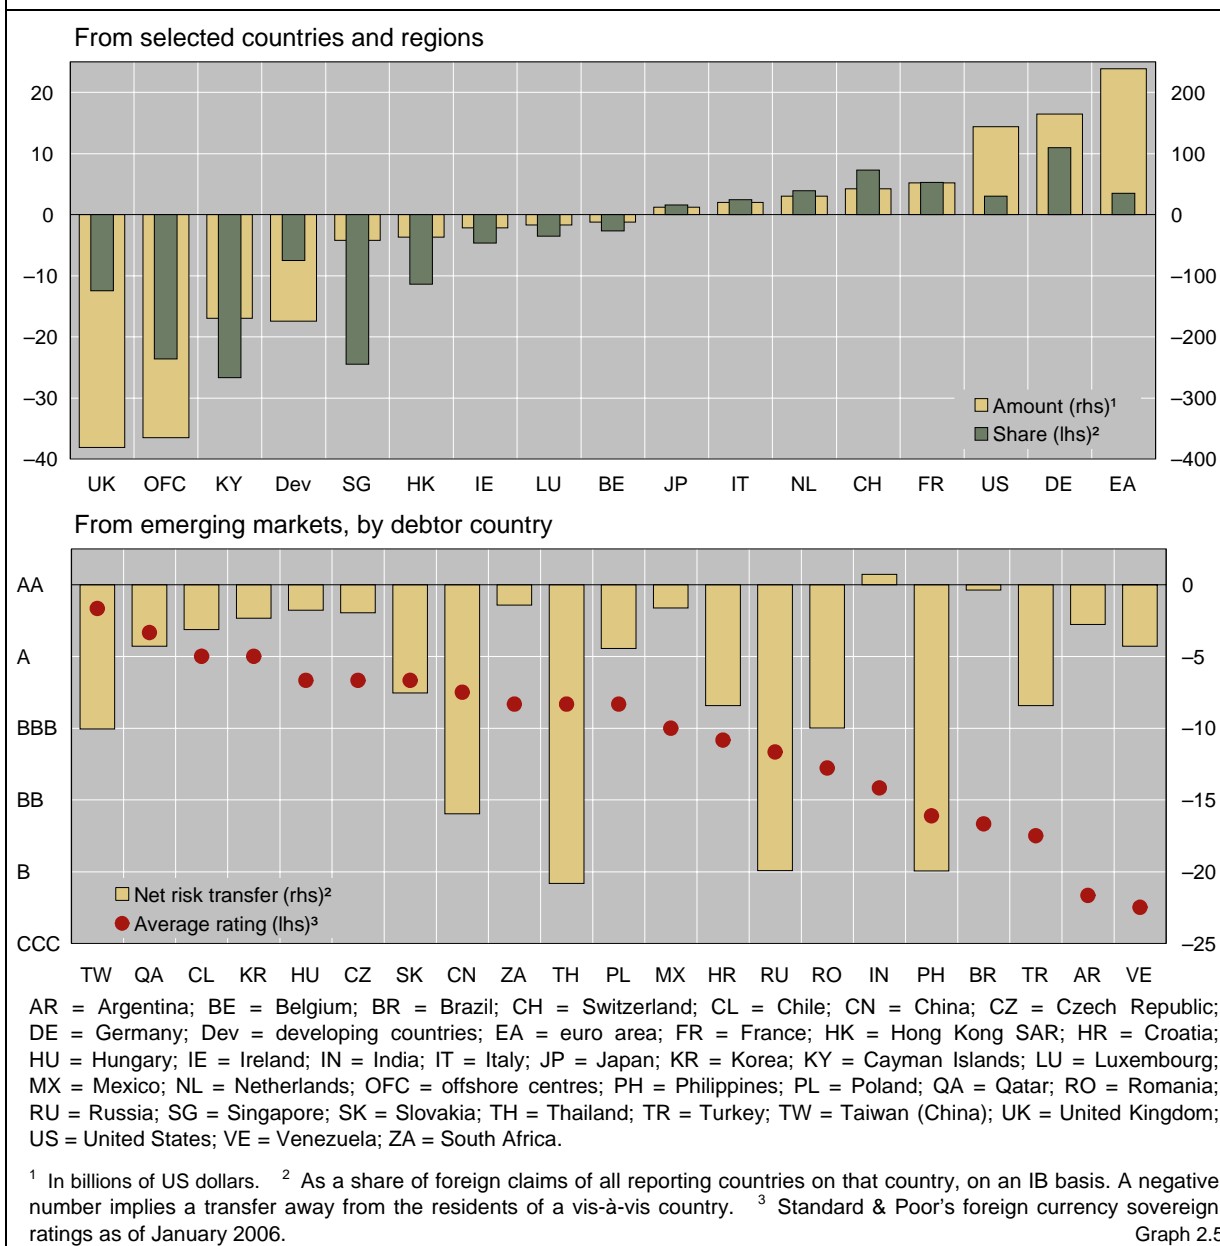 From selected countries and regions
20
10
0
–10
–20
–30
–40
200
100
0
–100
–200
–300
–400
Amount (rhs)¹
Share (lhs)²
UK OFC KY Dev SG HK IE LU BE JP IT NL CH FR US DE EA
From emerging markets, by debtor country
AA
A
BBB
BB
B
CCC
0
–5
–10
–15
–20
–25
Net risk transfer (rhs)²
Average rating (lhs)³
TW QA CL KR HU CZ SK CN ZA TH PL MX HR RU RO IN PH BR TR AR VE
AR = Argentina; BE = Belgium; BR = Brazil; CH = Switzerland; CL = Chile; CN = China; CZ = Czech Republic;
DE = Germany; Dev = developing countries; EA = euro area; FR = France; HK = Hong Kong SAR; HR = Croatia;
HU = Hungary; IE = Ireland; IN = India; IT = Italy; JP = Japan; KR = Korea; KY = Cayman Islands; LU = Luxembourg;
MX = Mexico; NL = Netherlands; OFC = offshore centres; PH = Philippines; PL = Poland; QA = Qatar; RO = Romania;
RU = Russia; SG = Singapore; SK = Slovakia; TH = Thailand; TR = Turkey; TW = Taiwan (China); UK = United Kingdom;
US = United States; VE = Venezuela; ZA = South Africa.
¹ In billions of US dollars. ² As a share of foreign claims of all reporting countries on that country, on an IB basis. A negative
number implies a transfer away from the residents of a vis-à-vis country. ³ Standard & Poor's foreign currency sovereign
ratings as of January 2006. Graph 2.5